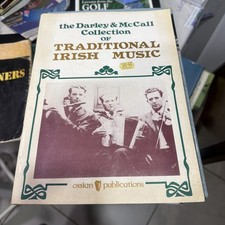 GOLF
NERS
the Darley & McCall
Collection
OF
TRADITIONAL
IRISH MUSIC
ossian publications